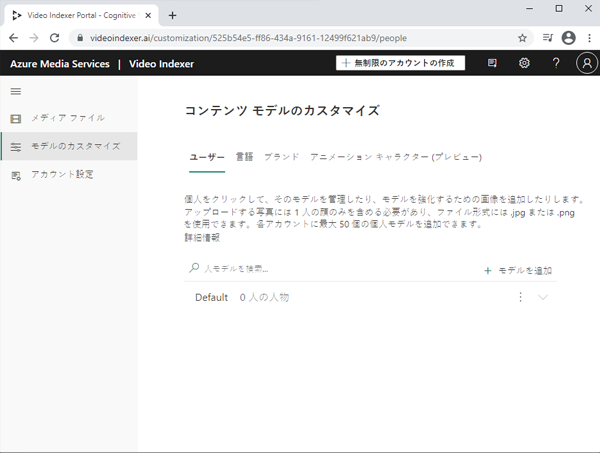 Video Indexer Portal - Cognitive
videoindexer.ai/customization/525b54e5-ff86-434a-9161-12499f621ab9/people
Azure Media Services | Video Indexer
無制限のアカウントの作成
メディア ファイル
モデルのカスタマイズ
アカウント設定
コンテンツ モデルのカスタマイズ
ユーザー 言語 ブランド アニメーション キャラクター (プレビュー)
個人をクリックして、そのモデルを管理したり、モデルを強化するための画像を追加したりします。
アップロードする写真には 1 人の顔のみを含める必要があり、ファイル形式には .jpg または .png
を使用できます。各アカウントに最大 50 個の個人モデルを追加できます。
詳細情報
人モデルを検索...
モデルを追加
Default 0 人の人物